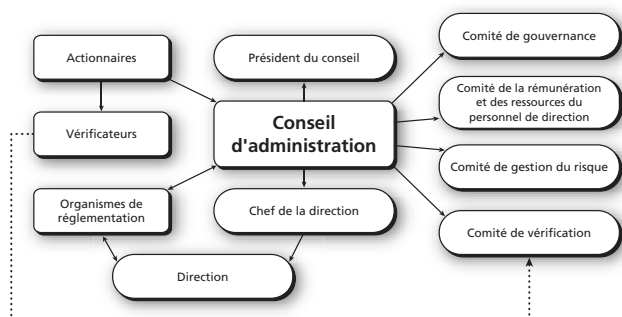 Actionnaires
Président du conseil
Comité de gouvernance
Comité de la rémunération
et des ressources du
personnel de direction
Vérificateurs
Conseil
d'administration
Comité de gestion du risque
Organismes de
réglementation
Chef de la direction
Comité de vérification
Direction